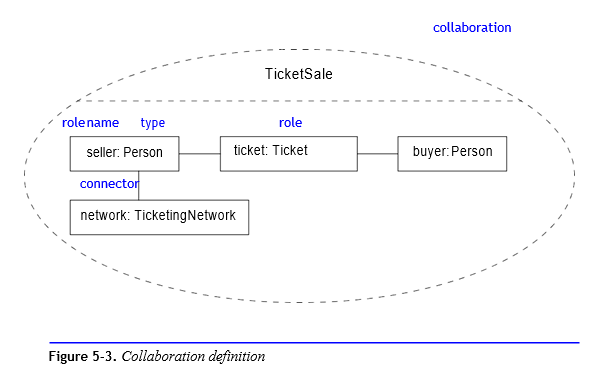 collaboration
TicketSale
rolename type role
seller: Person ticket: Ticket buyer: Person
connector
network: TicketingNetwork
Figure 5-3. Collaboration definition